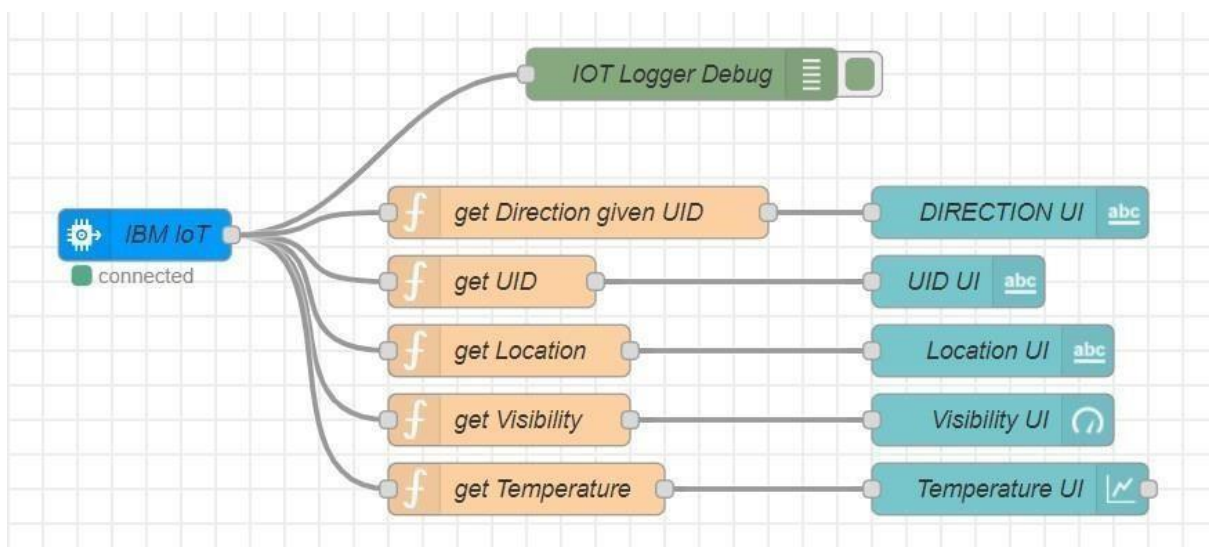 IOT Logger Debug
get Direction given UID
DIRECTION UI
abc
IBM IoT
connected
get UID
UID UI
abc
get Location
Location UI
abc
get Visibility
Visibility UI
get Temperature
Temperature UI